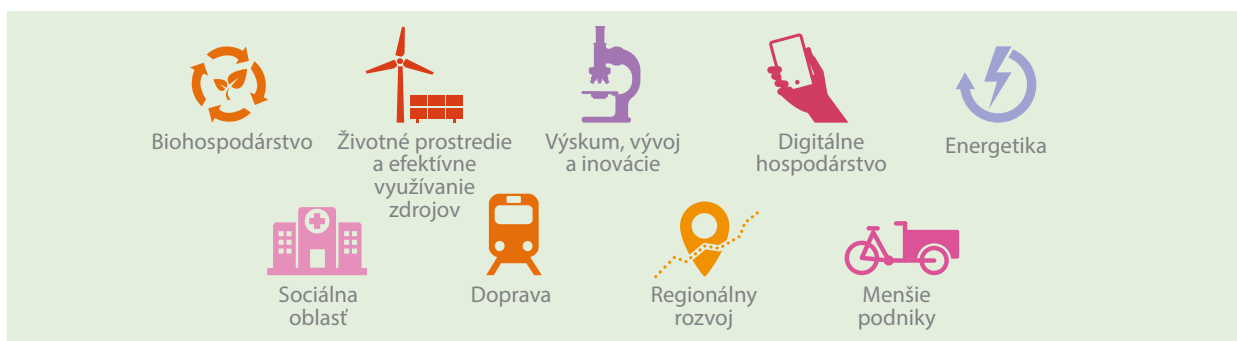 Biohospodárstvo
Životné prostredie
a efektívne
využívanie
zdrojov
Výskum, vývoj
a inovácie
Digitálne
hospodárstvo
Energetika
Sociálna
oblasť
Doprava
Regionálny
rozvoj
Menšie
podniky